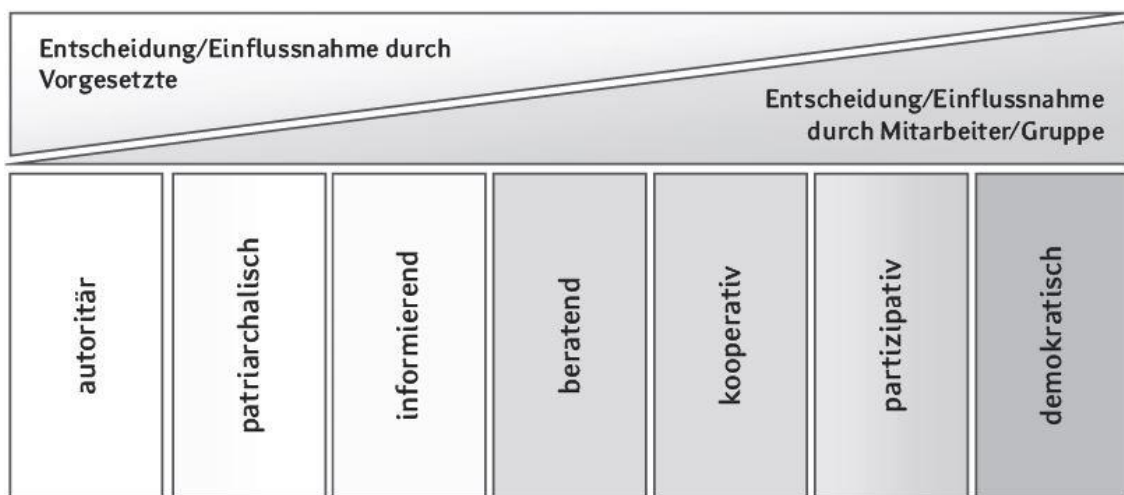 Entscheidung/Einflussnahme durch
Vorgesetzte
Entscheidung/Einflussnahme
durch Mitarbeiter/Gruppe
autoritär
patriarchalisch
informierend
beratend
kooperativ
partizipativ
demokratisch